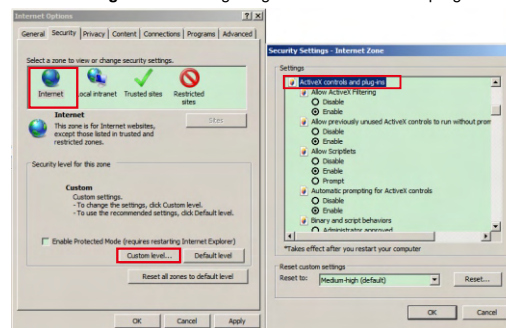 Internet Options
General Security Privacy Content Connections Programs Advanced
Select a zone to view or change security settings.
Internet
Local intranet
Trusted sites
Restricted
sites
Internet
This zone is for Internet websites,
except those listed in trusted and
restricted zones.
Sites
Security level for this zone
Custom
Custom settings.
- To change the settings, click Custom level.
- To use the recommended settings, click Default level.
Enable Protected Mode (requires restarting Internet Explorer)
Custom level... Default level
Reset all zones to default level
OK Cancel Apply
Security Settings - Internet Zone
Settings
ActiveX controls and plug-ins
Allow ActiveX Filtering
Disable
Enable
Allow previously unused ActiveX controls to run without prom
Disable
Enable
Allow Scriptlets
Disable
Enable
Prompt
Automatic prompting for ActiveX controls
Disable
Enable
Binary and script behaviors
Administrator approved
*Takes effect after you restart your computer
Reset custom settings
Reset to: Medium-high (default) Reset...
OK Cancel